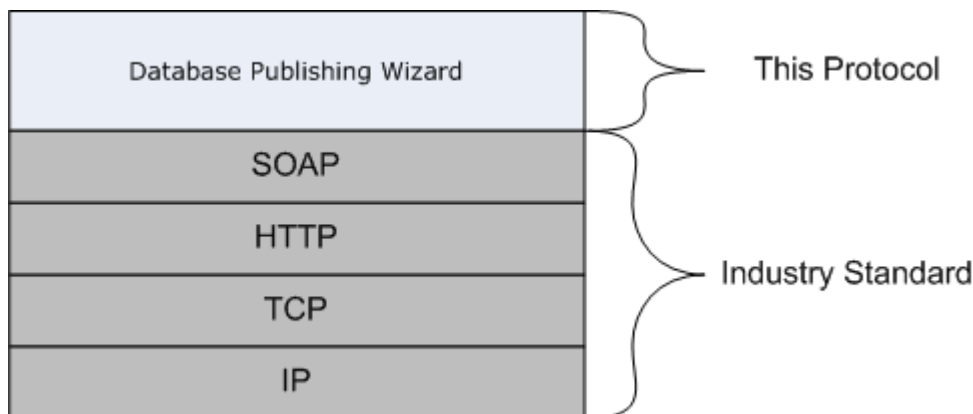 Database Publishing Wizard
This Protocol
SOAP
HTTP
TCP
IP
Industry Standard